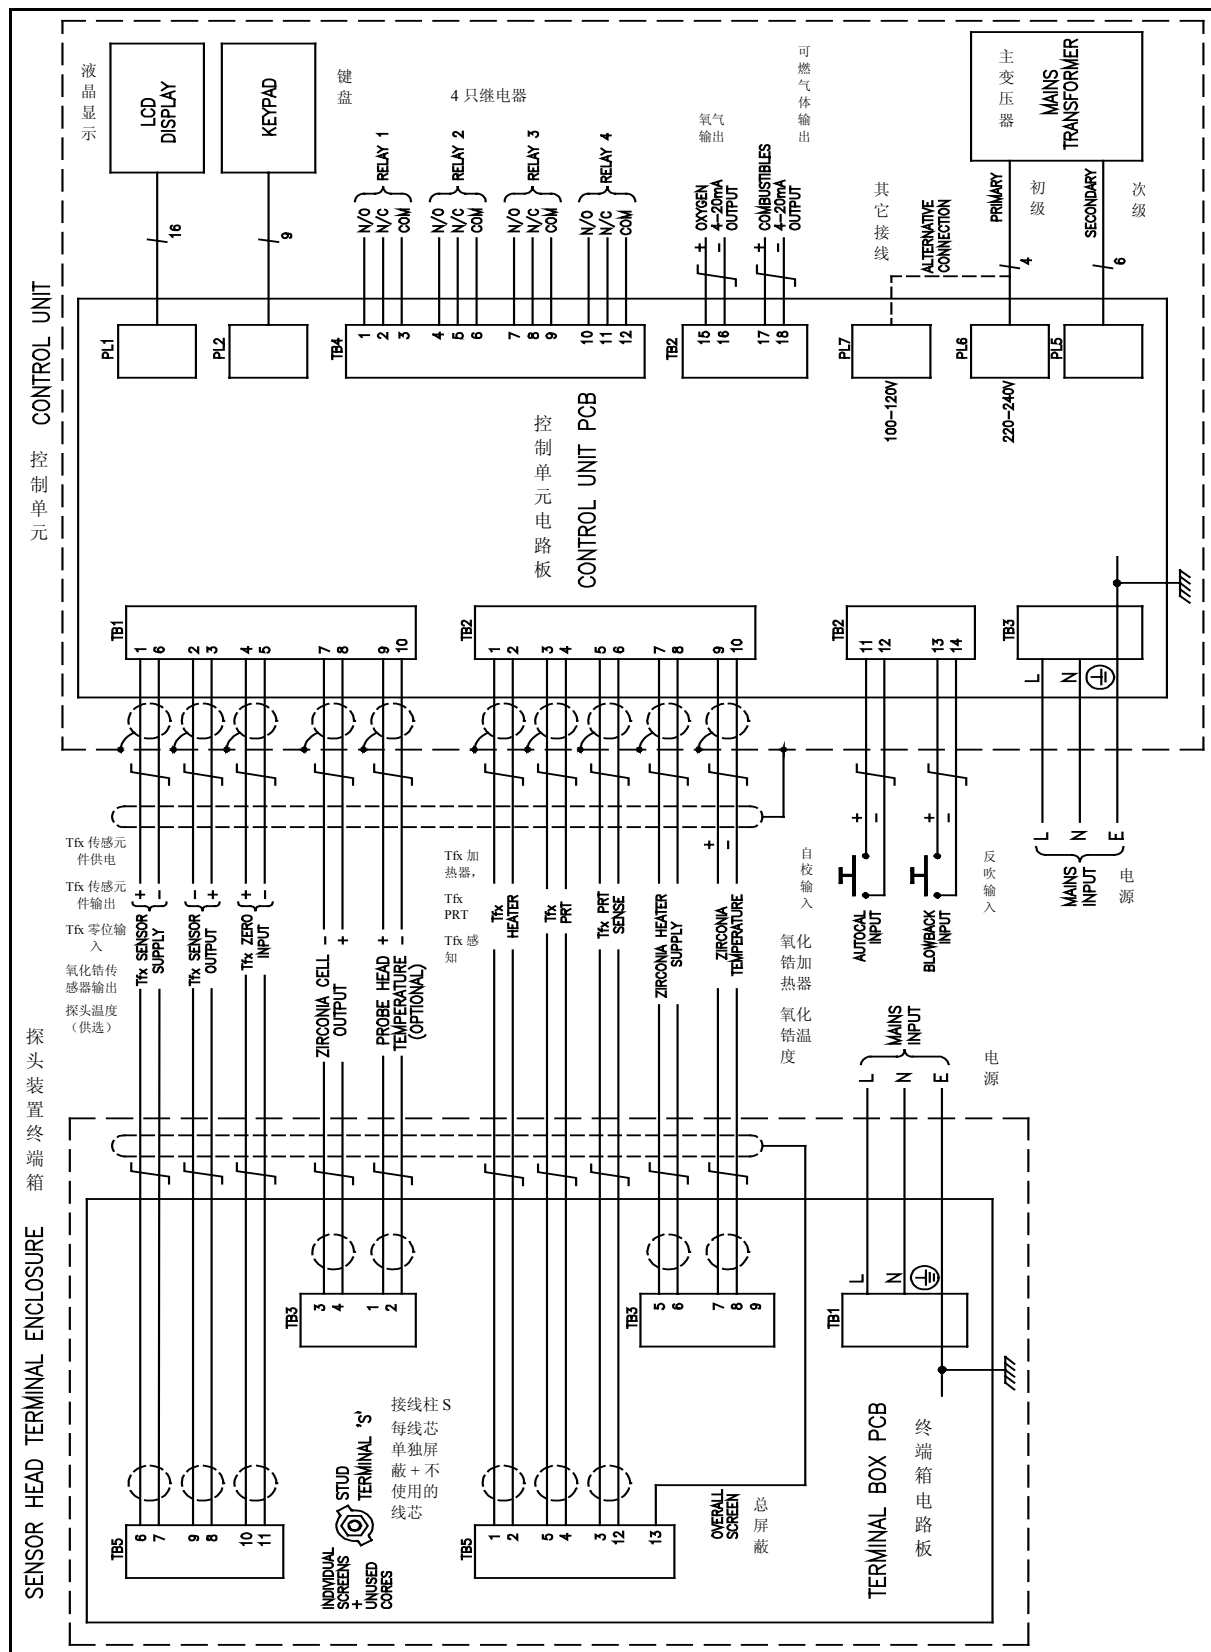 液晶显示
LCD
DISPLAY
KEYPAD
键盘
4 只继电器
氧气
输出
可燃气体输出
主变压器
MAINS
TRANSFORMER
16
9
N/O
N/C
COM
RELAY 1
N/O
N/C
COM
RELAY 2
N/O
N/C
COM
RELAY 3
N/O
N/C
COM
RELAY 4
+ OXYGEN
4-20mA
- OUTPUT
+ COMBUSTIBLES
4-20mA
- OUTPUT
其它接线
ALTERNATIVE
CONNECTION
PRIMARY
初级
4
SECONDARY
次级
6
CONTROL UNIT
控制单元
PL1
PL2
TB4
1
2
3
4
5
6
7
8
9
10
11
12
TB2
15
16
17
18
PL7
100-120V
PL6
220-240V
PL5
控制单元电路板
CONTROL UNIT PCB
TB1
1
6
2
3
4
5
7
8
9
10
TB2
1
2
3
4
5
6
7
8
9
10
TB2
11
12
13
14
TB3
L
N
Tfx 传感元
件供电
Tfx 传感元
件输出
Tfx 零位输
入
氧化锆传
感器输出
探头温度
（供选）
+
-
Tfx SENSOR
SUPPLY
-
+
Tfx SENSOR
OUTPUT
+
-
Tfx ZERO
INPUT
-
+
ZIRCONIA CELL
OUTPUT
+
-
PROBE HEAD
TEMPERATURE
(OPTIONAL)
Tfx 加
热器，
Tfx
PRT
Tfx 感
知
Tfx
HEATER
Tfx
PRT
Tfx PRT
SENSE
ZIRCONIA HEATER
SUPPLY
+
-
ZIRCONIA
TEMPERATURE
氧化
锆加
热器
氧化
锆温
度
自校输入
+
-
AUTOCAL
INPUT
+
-
BLOWBACK
INPUT
反吹输入
L
N
E
MAINS
INPUT
电源
MAINS
INPUT
L
N
E
电源
探头装置终端箱
SENSOR HEAD TERMINAL ENCLOSURE
TB3
3
4
1
2
TB3
5
6
7
8
9
TB1
L
N
接线柱 S
每线芯
单独屏
蔽 + 不
使用的
线芯
STUD
TERMINAL 'S'
INDIVIDUAL
SCREENS
+
UNUSED
CORES
TB5
6
7
9
8
10
11
TB5
1
2
5
4
3
12
13
OVERALL
SCREEN
总屏蔽
TERMINAL BOX PCB
终端箱电路板